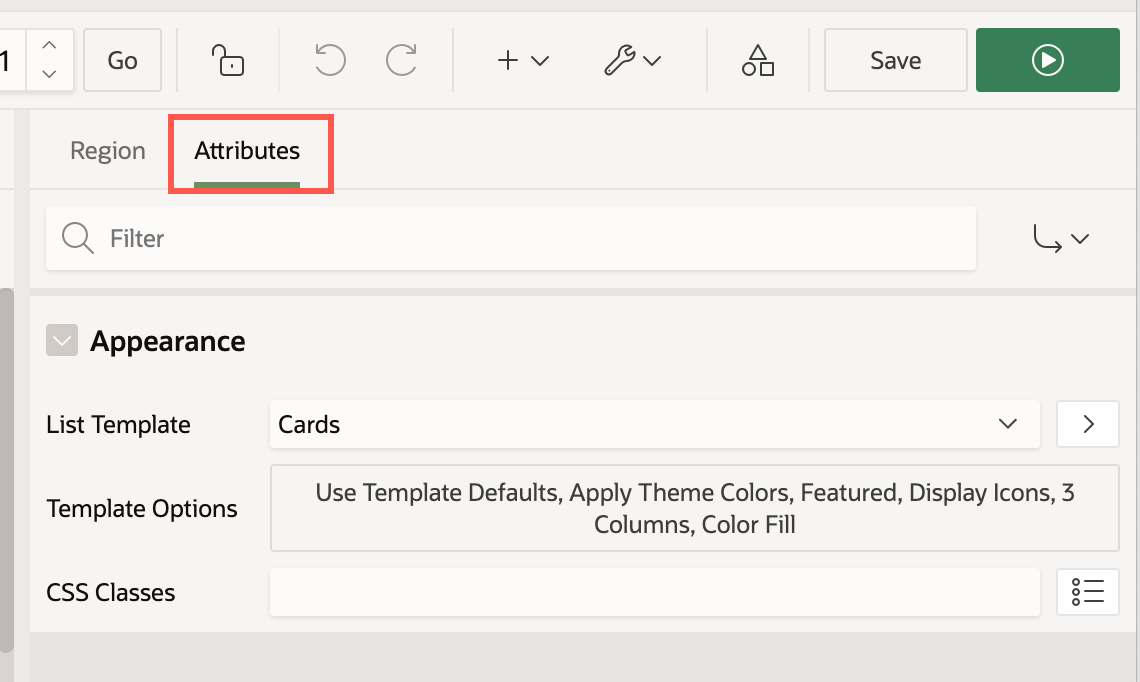 1
Go
Save
Region
Attributes
Filter
Appearance
List Template
Cards
Template Options
Use Template Defaults, Apply Theme Colors, Featured, Display Icons, 3
Columns, Color Fill
CSS Classes